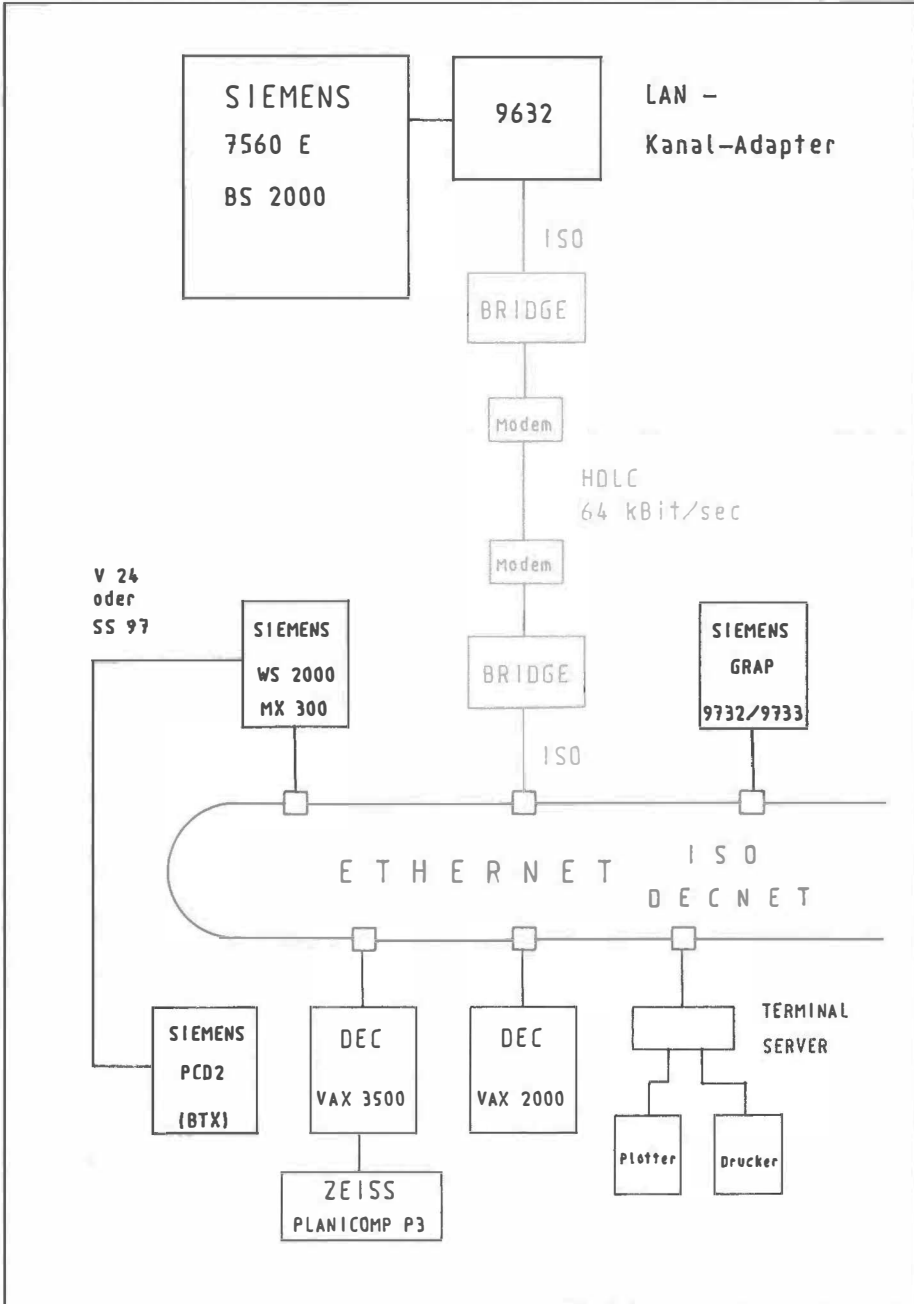 SIEMENS
7560 E
BS 2000
9632
LAN -
Kanal-Adapter
ISO
BRIDGE
Modem
HDLC
64 kBit/sec
Modem
V 24
oder
SS 97
SIEMENS
WS 2000
MX 300
BRIDGE
SIEMENS
GRAP
9732/9733
ISO
ETHERNET
ISO
DECNET
SIEMENS
PCD2
(BTX)
DEC
VAX 3500
DEC
VAX 2000
TERMINAL
SERVER
Plotter
Drucker
ZEISS
PLANICOMP P3